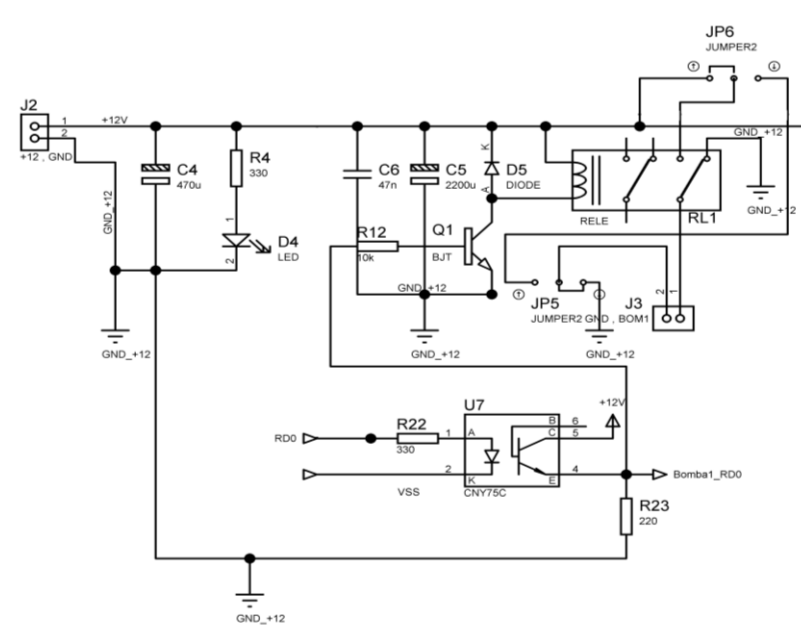 JP6
JUMPER2
J2
1
+12V
2
+12 , GND
GND_+12
C4
470u
R4
330
C6
47n
C5
2200u
K
D5
DIODE
A
GND_+12
GND_+12
RELE
RL1
GND_+12
1
D4
LED
2
R12
10k
Q1
BJT
GND_+12
JP5
JUMPER2
GND , BOM1
J3
2
1
GND_+12
GND_+12
GND_+12
U7
+12V
R22
330
RD0
1
A
B
6
C
5
2
K
E
4
VSS
CNY75C
Bomba1_RD0
R23
220
GND_+12